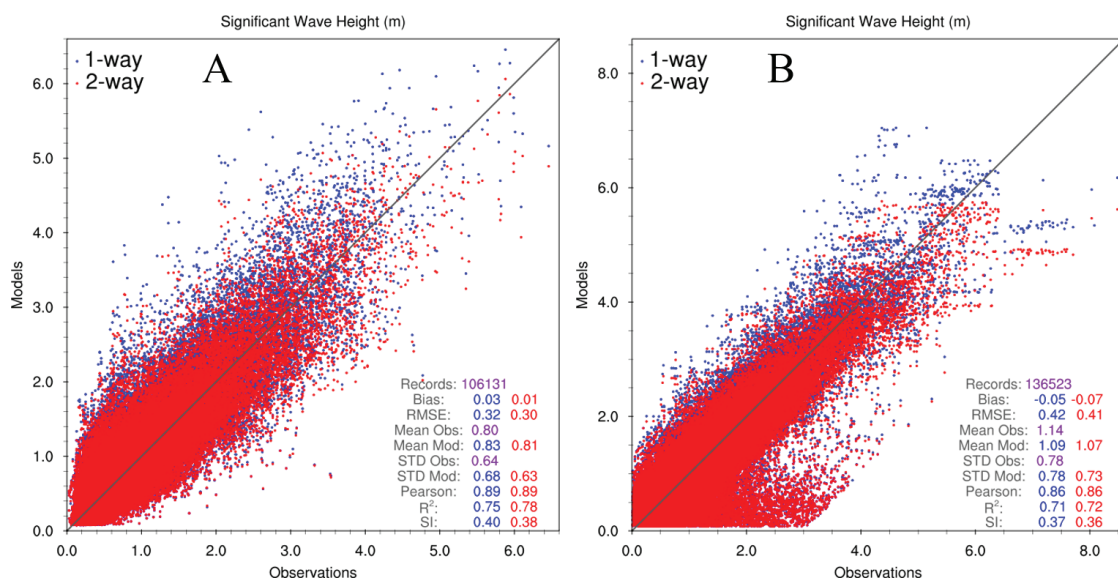 Significant Wave Height (m)
1-way
2-way
A
6.0
5.0
4.0
3.0
2.0
1.0
0.0
Models
Records: 106131
Bias: 0.03 0.01
RMSE: 0.32 0.30
Mean Obs: 0.80
Mean Mod: 0.83 0.81
STD Obs: 0.64
STD Mod: 0.68 0.63
Pearson: 0.89 0.89
R²: 0.75 0.78
SI: 0.40 0.38
0.0 1.0 2.0 3.0 4.0 5.0 6.0
Observations
Significant Wave Height (m)
1-way
2-way
B
8.0
6.0
4.0
2.0
0.0
Models
Records: 136523
Bias: -0.05 -0.07
RMSE: 0.42 0.41
Mean Obs: 1.14
Mean Mod: 1.09 1.07
STD Obs: 0.78
STD Mod: 0.78 0.73
Pearson: 0.86 0.86
R²: 0.71 0.72
SI: 0.37 0.36
0.0 2.0 4.0 6.0 8.0
Observations